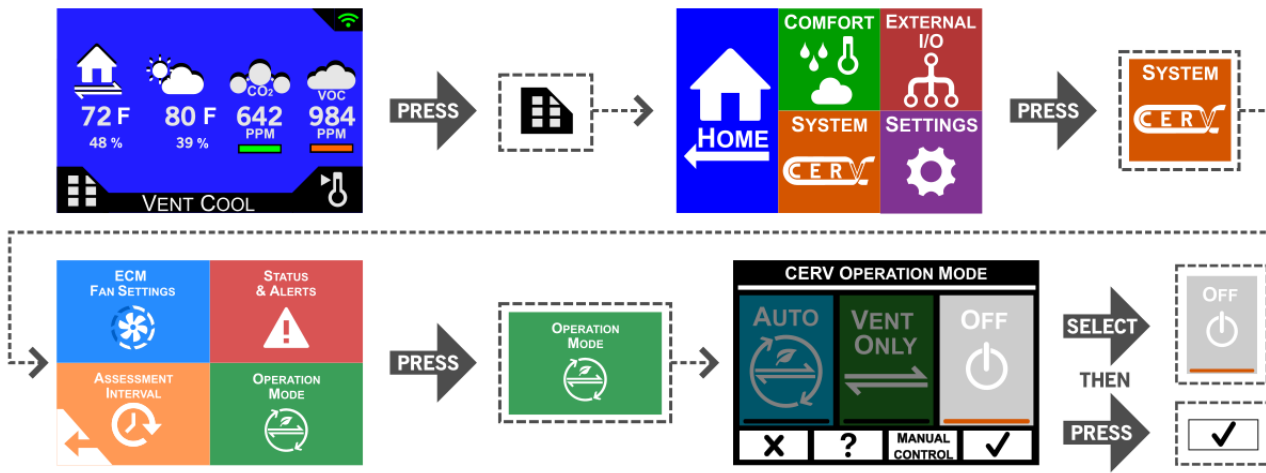 72 F
48 %
80 F
39 %
CO₂
642
PPM
VOC
984
PPM
VENT COOL
PRESS
HOME
COMFORT
EXTERNAL
I/O
SYSTEM
CERV
SETTINGS
PRESS
SYSTEM
CERV
ECM
FAN SETTINGS
STATUS
& ALERTS
ASSESSMENT
INTERVAL
OPERATION
MODE
PRESS
OPERATION
MODE
CERV OPERATION MODE
AUTO
VENT
ONLY
OFF
X
?
MANUAL
CONTROL
✓
SELECT
THEN
PRESS
OFF
✓